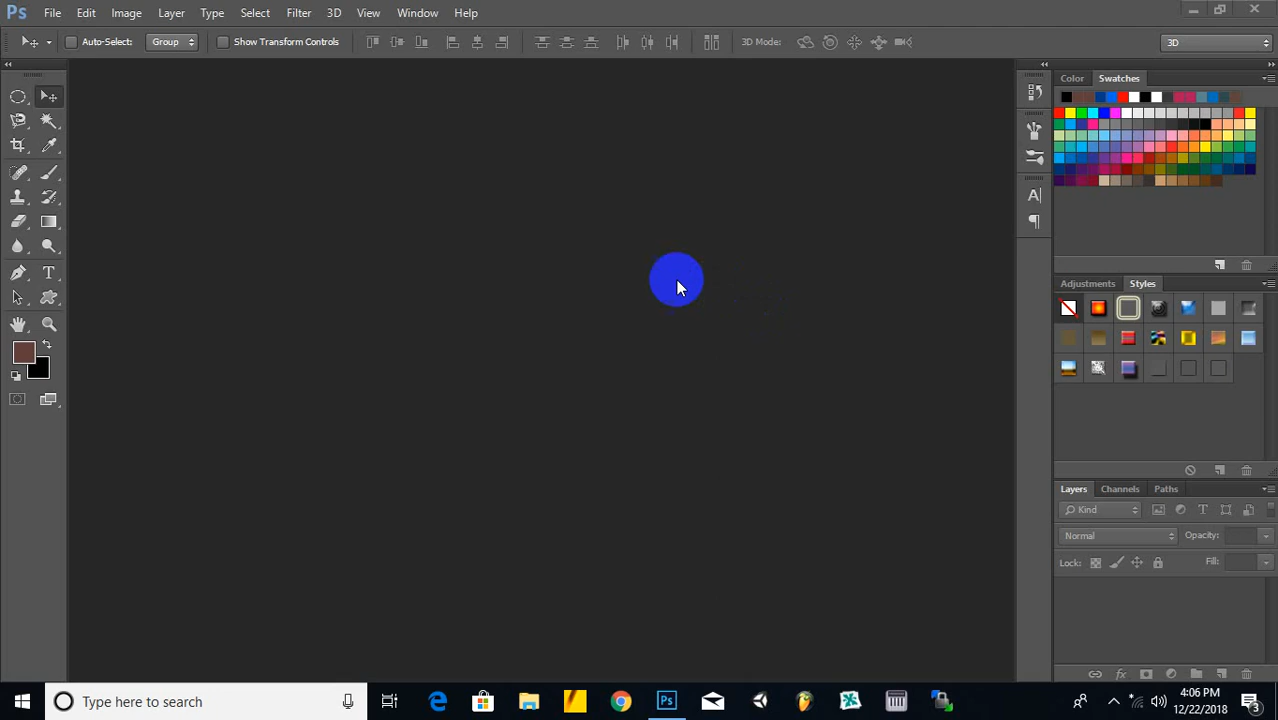 Ps File Edit Image Layer Type Select Filter 3D View Window Help
Auto-Select: Group Show Transform Controls 3D Mode: 3D
Color Swatches
Adjustments Styles
Layers Channels Paths
Kind
Normal Opacity:
Lock: Fill:
Type here to search
4:06 PM
12/22/2018
3